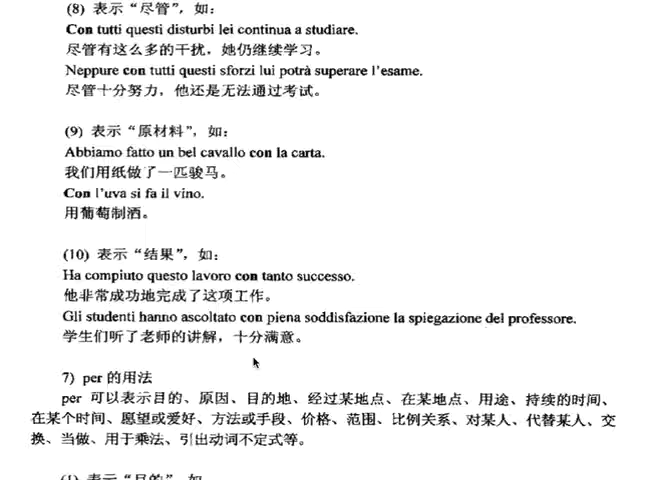 (8) 表示“尽管”，如：
Con tutti questi disturbi lei continua a studiare.
尽管有这么多的干扰，她仍继续学习。
Neppure con tutti questi sforzi lui potrà superare l'esame.
尽管十分努力，他还是无法通过考试。
(9) 表示“原材料”，如：
Abbiamo fatto un bel cavallo con la carta.
我们用纸做了一匹骏马。
Con l'uva si fa il vino.
用葡萄制酒。
(10) 表示“结果”，如：
Ha compiuto questo lavoro con tanto successo.
他非常成功地完成了这项工作。
Gli studenti hanno ascoltato con piena soddisfazione la spiegazione del professore.
学生们听了老师的讲解，十分满意。
7) per 的用法
per 可以表示目的、原因、目的地、经过某地点、在某地点、用途、持续的时间、
在某个时间、愿望或爱好、方法或手段、价格、范围、比例关系、对某人、代替某人、交
换、当做、用于乘法、引出动词不定式等。
(1) 表示“目的”，如